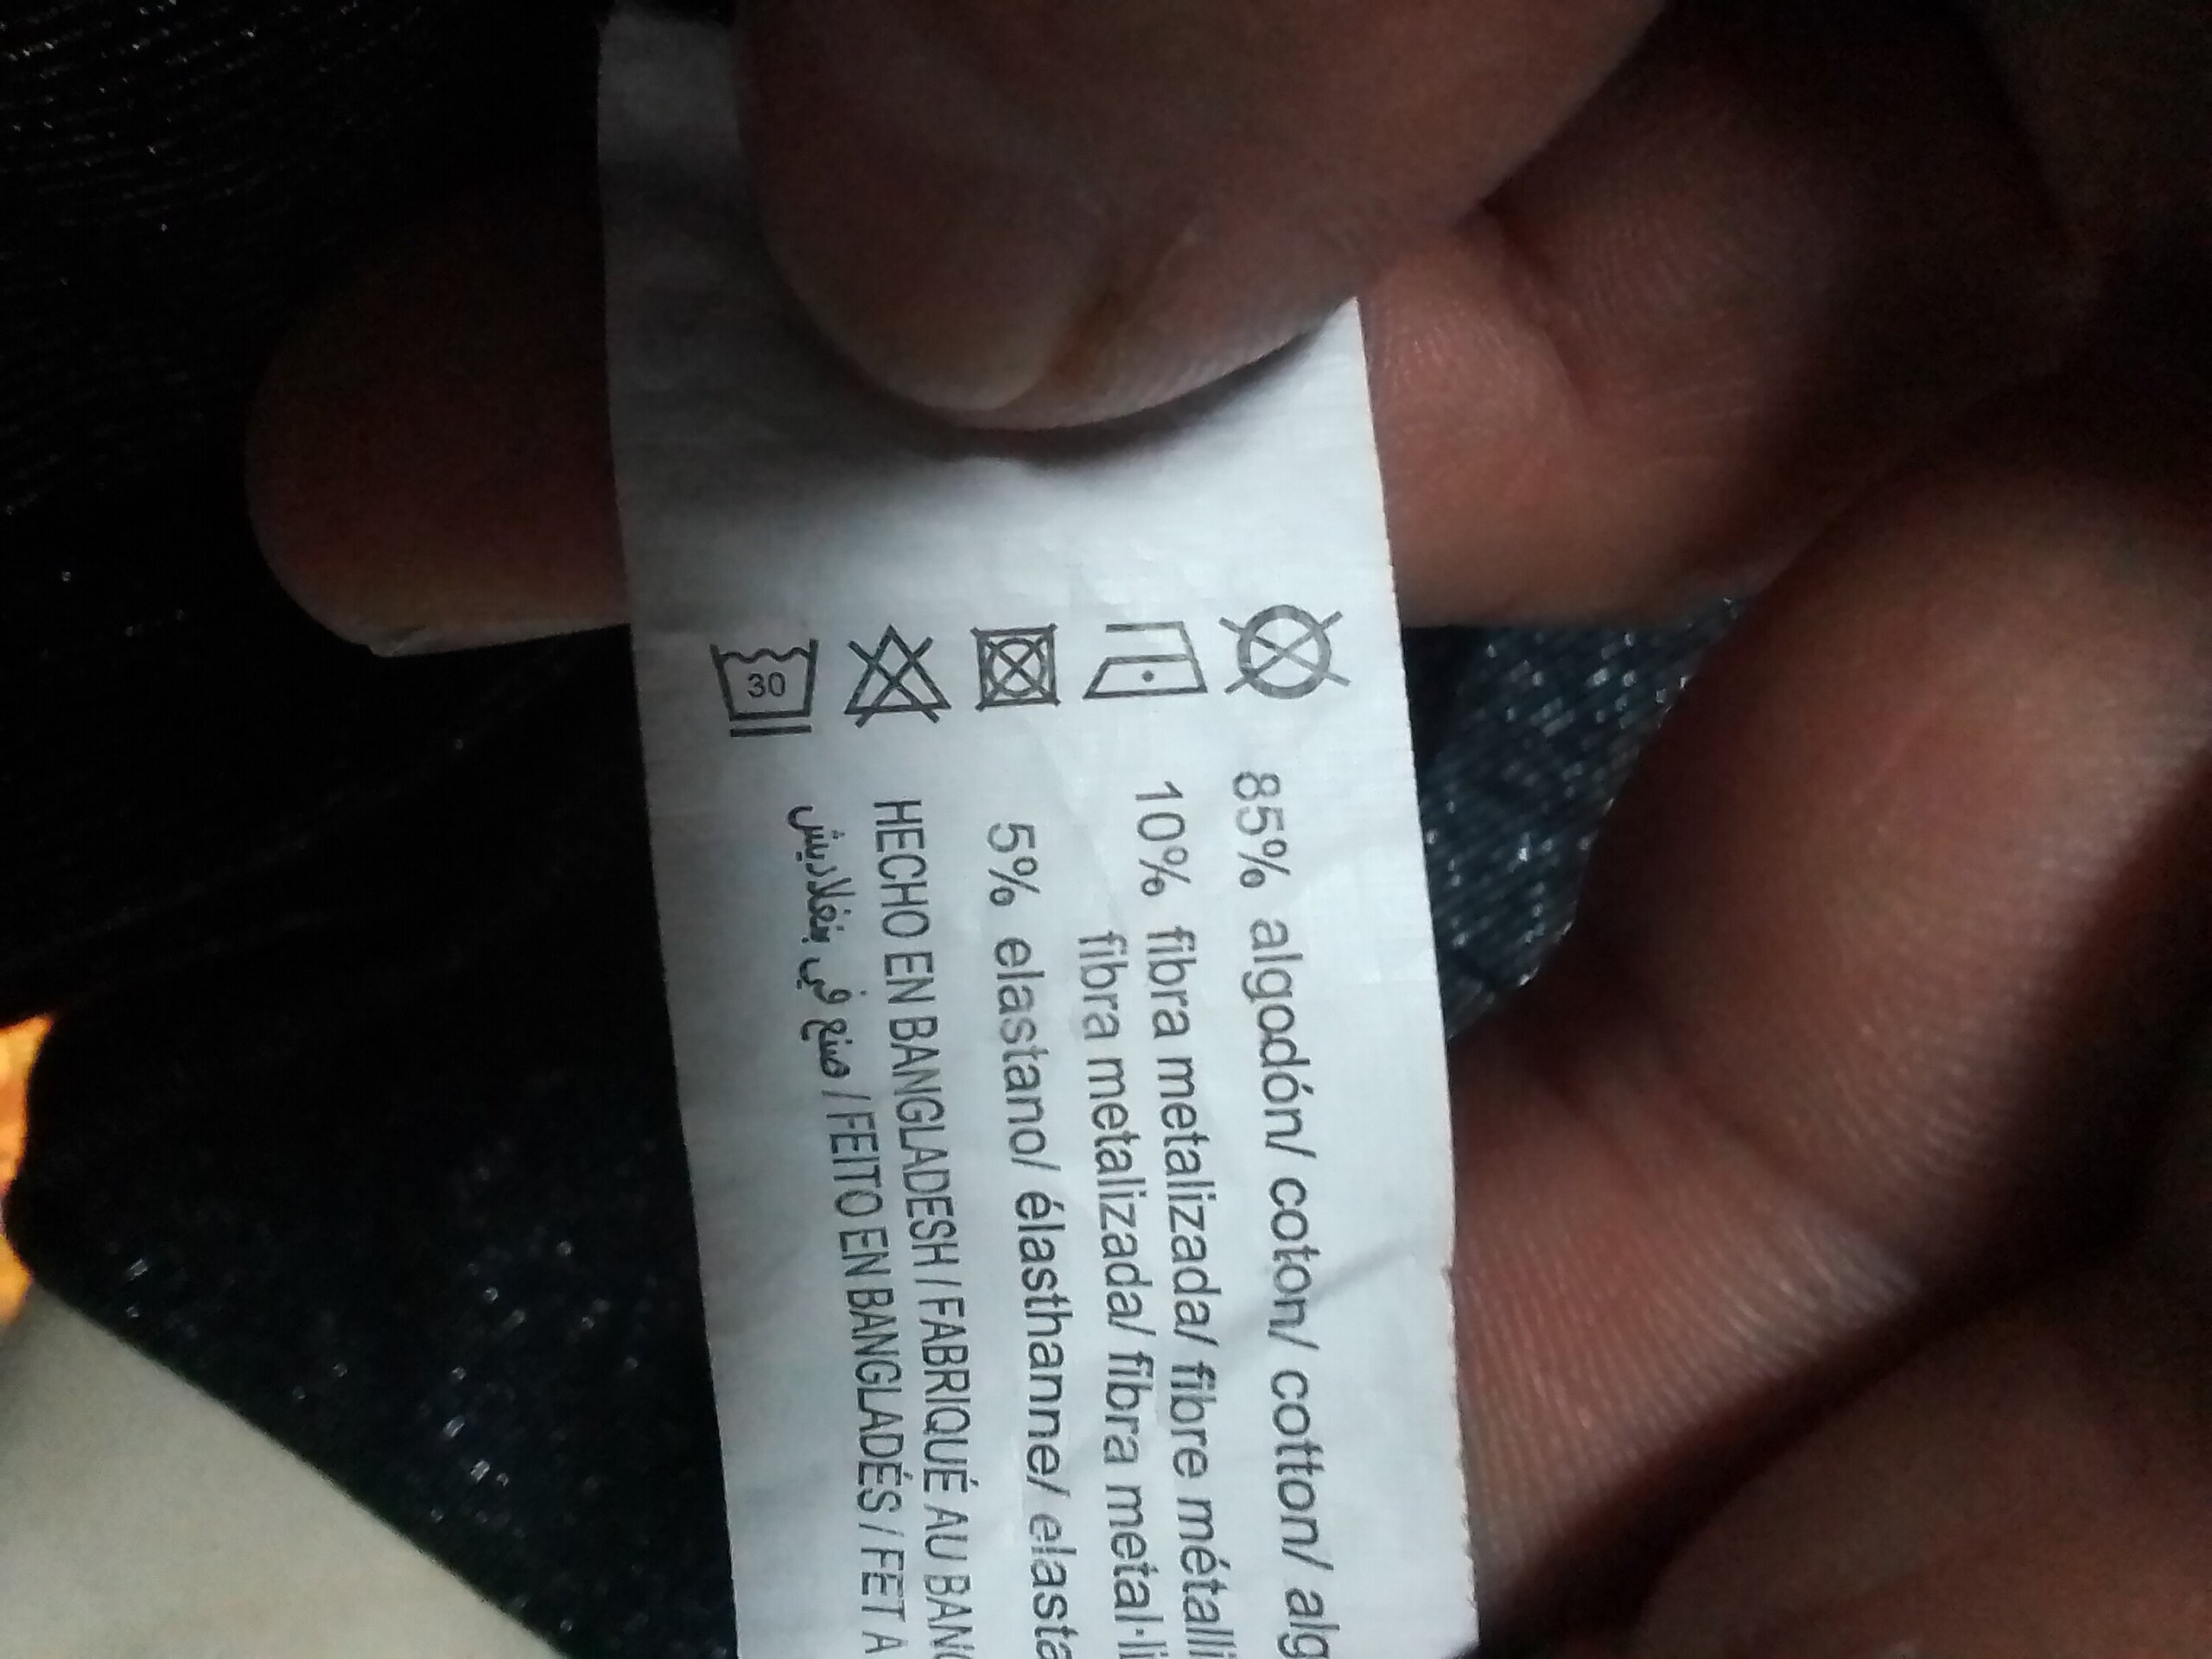 85% algodón/ coton/ cotton/ alg
10% fibra metalizada/ fibre métalli
fibra metalizada/ fibra metal·li
5% elastano/ élasthanne/ elasta
HECHO EN BANGLADESH / FABRIQUÉ AU BANG
صنع في بنغلاديش / FEITO EN BANGLADÉS / FET A
30